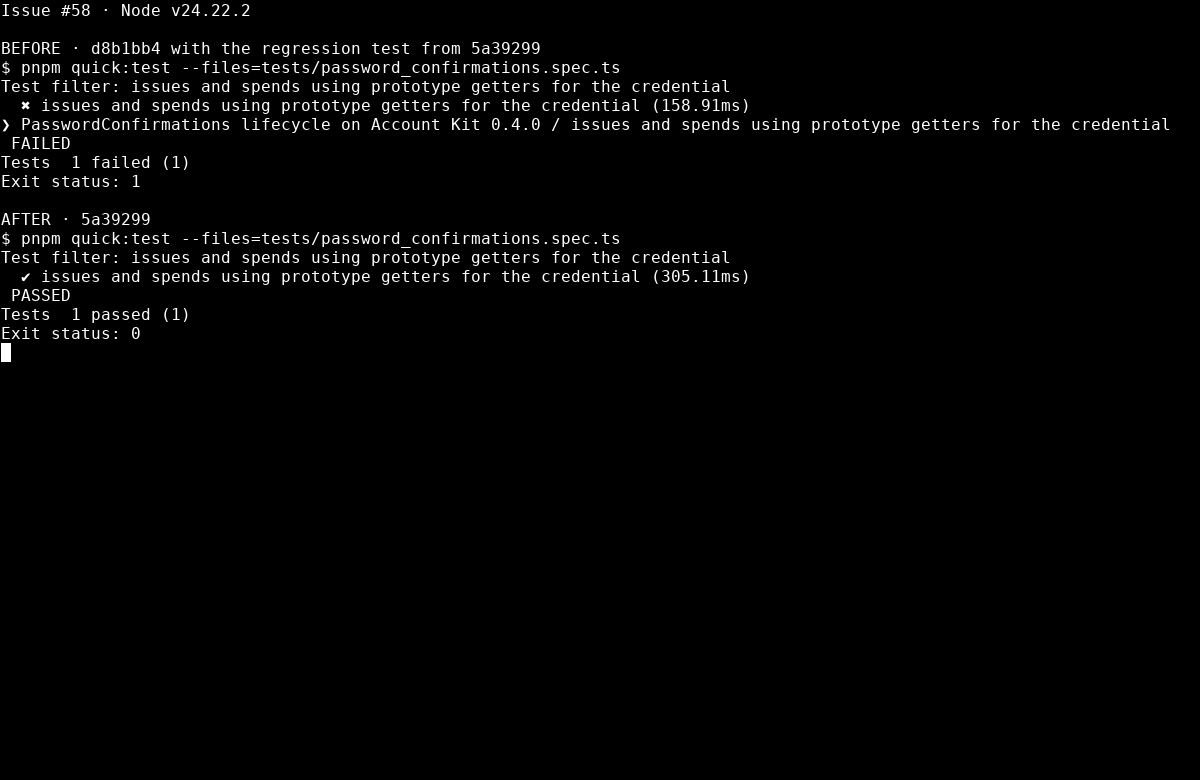 Issue #58 · Node v24.22.2

BEFORE · d8b1bb4 with the regression test from 5a39299
$ pnpm quick:test --files=tests/password_confirmations.spec.ts
Test filter: issues and spends using prototype getters for the credential
  ✖ issues and spends using prototype getters for the credential (158.91ms)
❯ PasswordConfirmations lifecycle on Account Kit 0.4.0 / issues and spends using prototype getters for the credential
 FAILED
Tests  1 failed (1)
Exit status: 1

AFTER · 5a39299
$ pnpm quick:test --files=tests/password_confirmations.spec.ts
Test filter: issues and spends using prototype getters for the credential
  ✔ issues and spends using prototype getters for the credential (305.11ms)
 PASSED
Tests  1 passed (1)
Exit status: 0